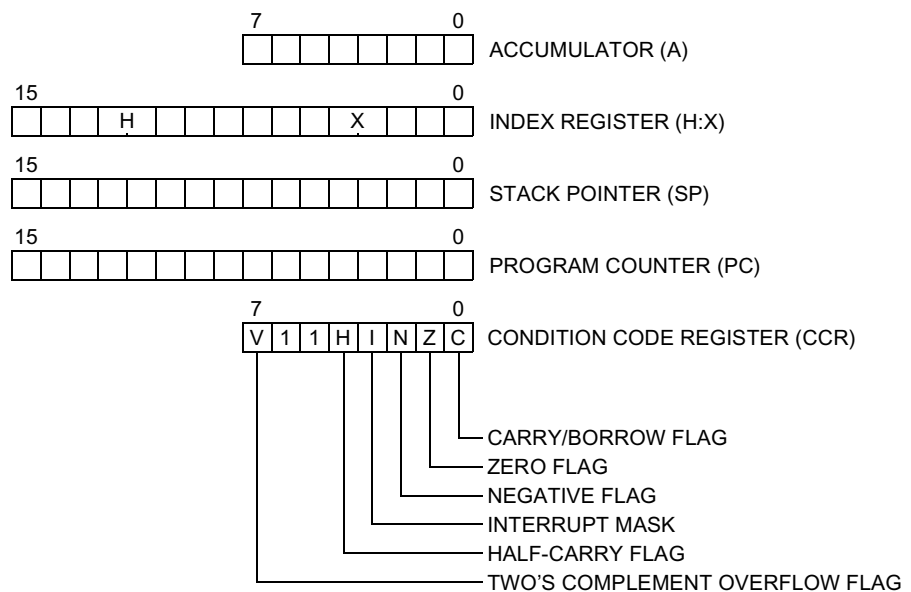 7 0
ACCUMULATOR (A)
15 0
H X INDEX REGISTER (H:X)
15 0
STACK POINTER (SP)
15 0
PROGRAM COUNTER (PC)
7 0
V 1 1 H I N Z C CONDITION CODE REGISTER (CCR)
CARRY/BORROW FLAG
ZERO FLAG
NEGATIVE FLAG
INTERRUPT MASK
HALF-CARRY FLAG
TWO'S COMPLEMENT OVERFLOW FLAG